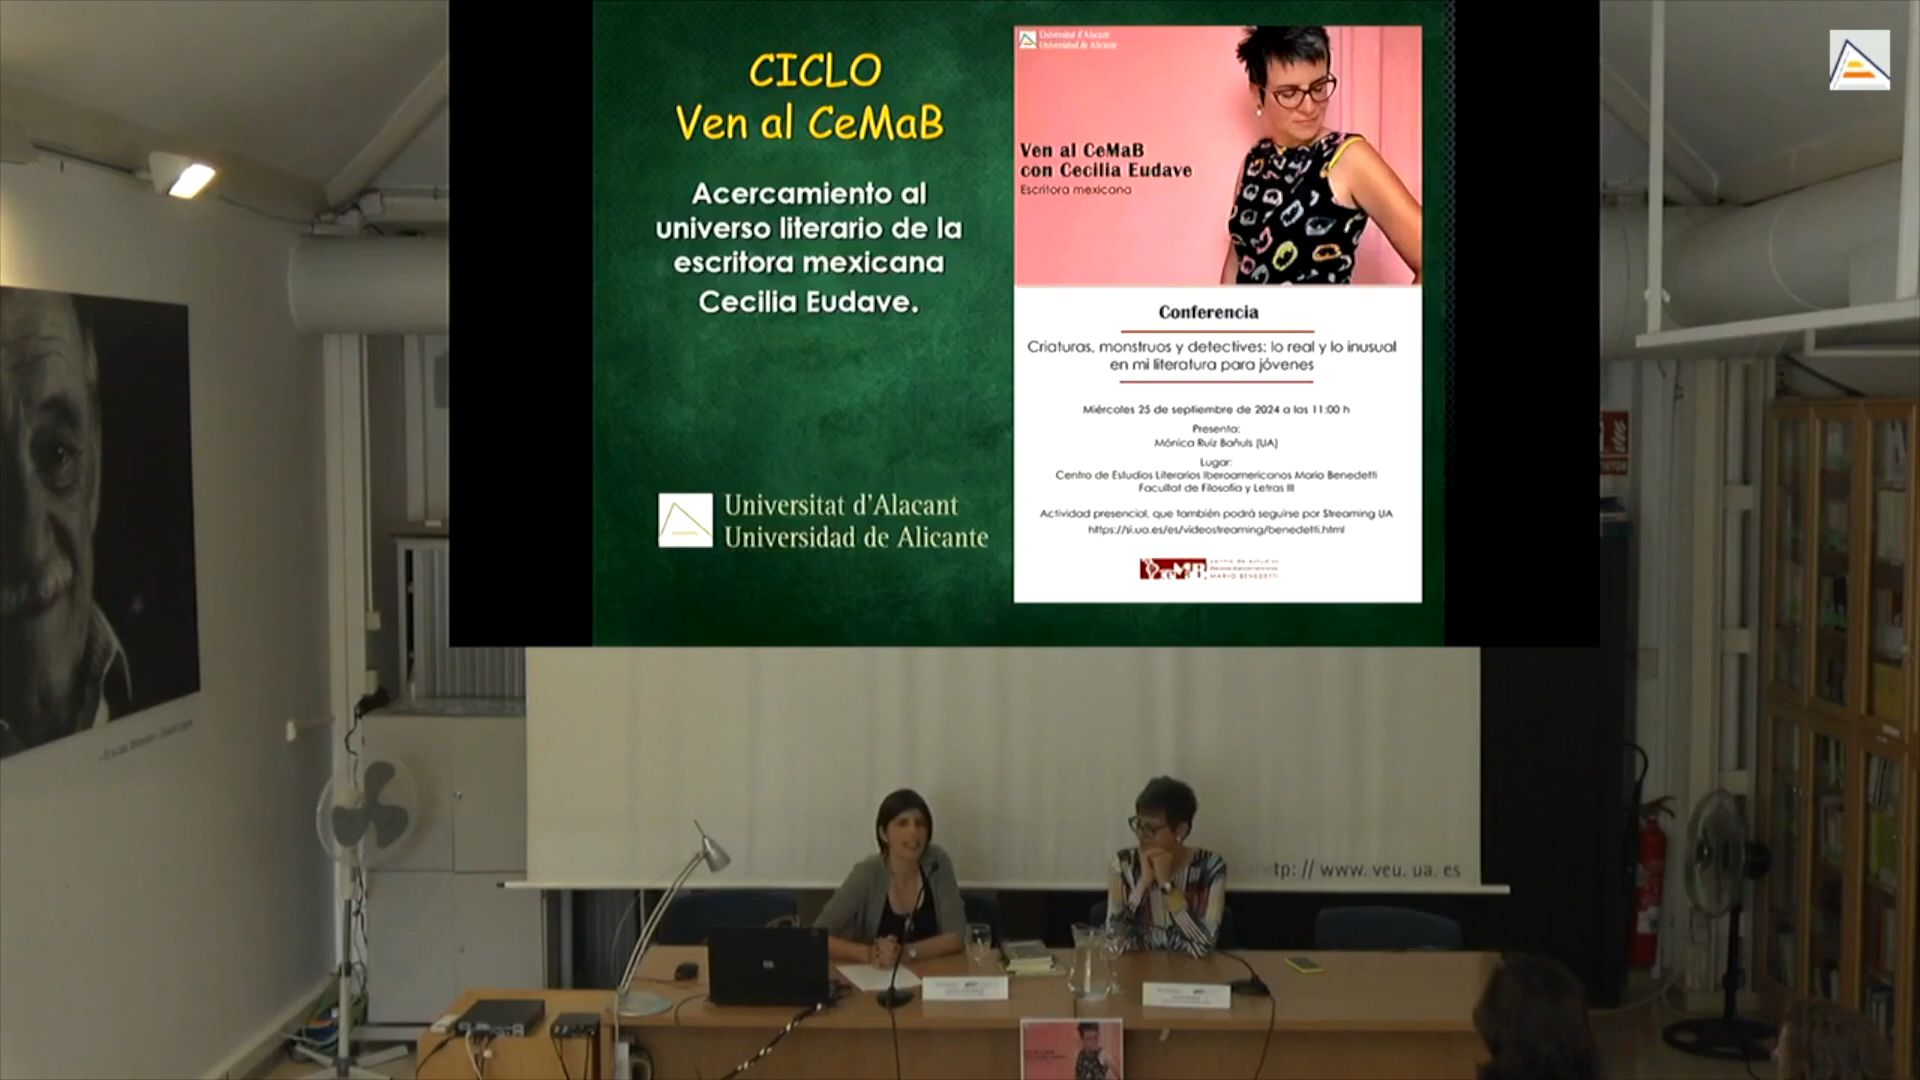 CICLO
Ven al CeMaB
Acercamiento al
universo literario de la
escritora mexicana
Cecilia Eudave.
Universitat d'Alacant
Universidad de Alicante
Universitat d'Alacant
Universidad de Alicante
Ven al CeMaB
con Cecilia Eudave
Escritora mexicana
Conferencia
Criaturas, monstruos y detectives: lo real y lo inusual
en mi literatura para jóvenes
Miércoles 25 de septiembre de 2024 a las 11:00 h
Presenta:
Mónica Ruiz Bañuls (UA)
Lugar:
Centro de Estudios Literarios Iberoamericanos Mario Benedetti
Facultat de Filosofía y Letras III
Actividad presencial, que también podrá seguirse por Streaming UA
https://si.ua.es/es/videostreaming/benedetti.html
CeMaB
MARIO BENEDETTI
tp: // www. veu. ua. es